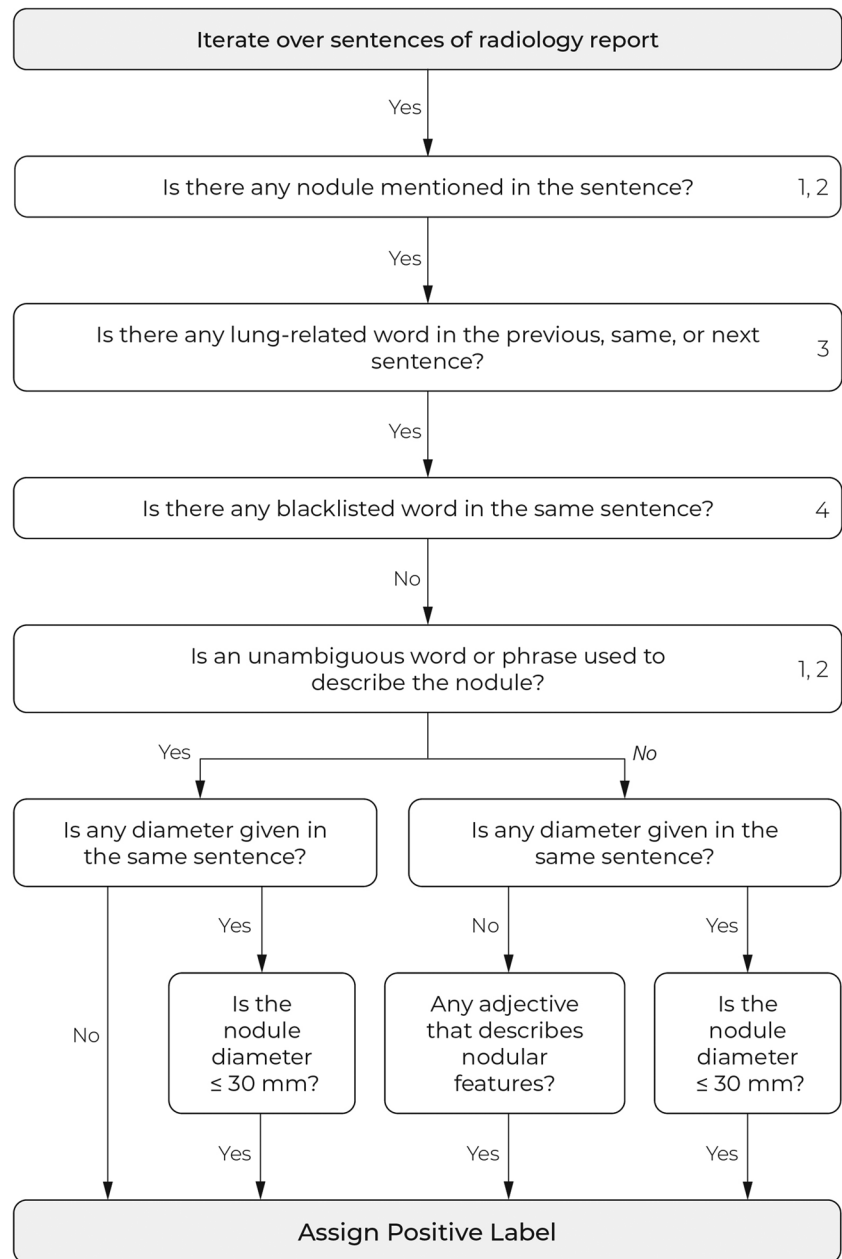 Iterate over sentences of radiology report
Yes
Is there any nodule mentioned in the sentence?
1, 2
Yes
Is there any lung-related word in the previous, same, or next
sentence?
3
Yes
Is there any blacklisted word in the same sentence?
4
No
Is an unambiguous word or phrase used to
describe the nodule?
1, 2
Yes
No
Is any diameter given in
the same sentence?
Is any diameter given in the
same sentence?
No
Yes
Is the
nodule
diameter
≤ 30 mm?
Yes
No
Any adjective
that describes
nodular
features?
Yes
Yes
Is the
nodule
diameter
≤ 30 mm?
Yes
Assign Positive Label